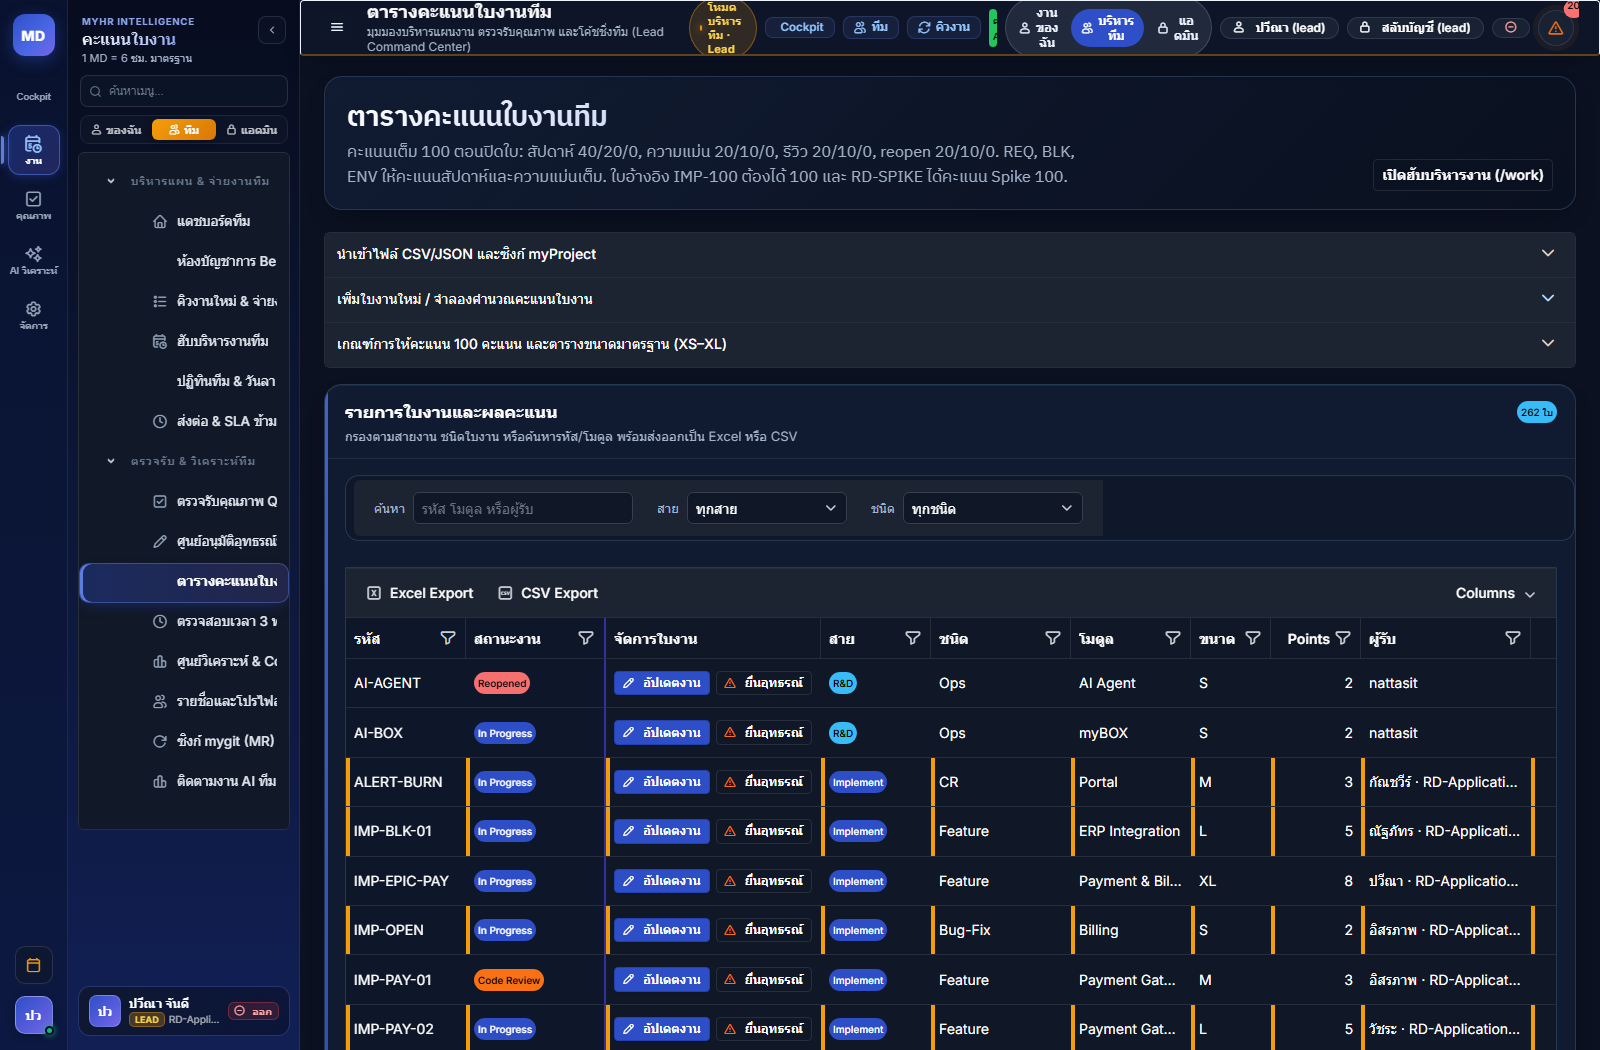 MD
Cockpit
งาน
คุณภาพ
AI วิเคราะห์
จัดการ
ปว
MYHR INTELLIGENCE
คะแนนใบงาน
1 MD = 6 ชม. มาตรฐาน
ค้นหาเมนู...
ของฉัน
ทีม
แอดมิน
บริหารแผน & จ่ายงานทีม
แดชบอร์ดทีม
ห้องบัญชาการ Be
คิวงานใหม่ & จ่าย
ฮับบริหารงานทีม
ปฏิทินทีม & วันลา
ส่งต่อ & SLA ข้าม
ตรวจรับ & วิเคราะห์ทีม
ตรวจรับคุณภาพ Q
ศูนย์อนุมัติอุทธรณ์
ตารางคะแนนใบง
ตรวจสอบเวลา 3 ท
ศูนย์วิเคราะห์ & Co
รายชื่อและโปรไฟล
ซิงก์ mygit (MR)
ติดตามงาน AI ทีม
ปว
ปวีณา จันดี
LEAD RD-Appli...
ออก
ตารางคะแนนใบงานทีม
มุมมองบริหารแผนงาน ตรวจรับคุณภาพ และโค้ชชิ่งทีม (Lead
Command Center)
โหมด
บริหาร
ทีม ·
Lead
Cockpit
ทีม
คิวงาน
งาน
ของ
ฉัน
บริหาร
ทีม
แอ
ดมิน
ปวีณา (lead)
สลับบัญชี (lead)
20
ตารางคะแนนใบงานทีม
คะแนนเต็ม 100 ตอนปิดใบ: สัปดาห์ 40/20/0, ความแม่น 20/10/0, รีวิว 20/10/0, reopen 20/10/0. REQ, BLK,
ENV ให้คะแนนสัปดาห์และความแม่นเต็ม. ใบอ้างอิง IMP-100 ต้องได้ 100 และ RD-SPIKE ได้คะแนน Spike 100.
เปิดฮับบริหารงาน (/work)
นำเข้าไฟล์ CSV/JSON และซิงก์ myProject
เพิ่มใบงานใหม่ / จำลองคำนวณคะแนนใบงาน
เกณฑ์การให้คะแนน 100 คะแนน และตารางขนาดมาตรฐาน (XS–XL)
รายการใบงานและผลคะแนน
262 ใบ
กรองตามสายงาน ชนิดใบงาน หรือค้นหารหัส/โมดูล พร้อมส่งออกเป็น Excel หรือ CSV
ค้นหา รหัส โมดูล หรือผู้รับ สาย ทุกสาย ชนิด ทุกชนิด
Excel Export CSV Export Columns
รหัส สถานะงาน จัดการใบงาน สาย ชนิด โมดูล ขนาด Points ผู้รับ
AI-AGENT Reopened อัปเดตงาน ยื่นอุทธรณ์ R&D Ops AI Agent S 2 nattasit
AI-BOX In Progress อัปเดตงาน ยื่นอุทธรณ์ R&D Ops myBOX S 2 nattasit
ALERT-BURN In Progress อัปเดตงาน ยื่นอุทธรณ์ Implement CR Portal M 3 กัณชวีร์ · RD-Applicati...
IMP-BLK-01 In Progress อัปเดตงาน ยื่นอุทธรณ์ Implement Feature ERP Integration L 5 ณัฐภัทร · RD-Applicati...
IMP-EPIC-PAY In Progress อัปเดตงาน ยื่นอุทธรณ์ Implement Feature Payment & Bil... XL 8 ปวีณา · RD-Applicatio...
IMP-OPEN In Progress อัปเดตงาน ยื่นอุทธรณ์ Implement Bug-Fix Billing S 2 อิสรภาพ · RD-Applicat...
IMP-PAY-01 Code Review อัปเดตงาน ยื่นอุทธรณ์ Implement Feature Payment Gat... M 3 อิสรภาพ · RD-Applicat...
IMP-PAY-02 In Progress อัปเดตงาน ยื่นอุทธรณ์ Implement Feature Payment Gat... L 5 วัชระ · RD-Application...